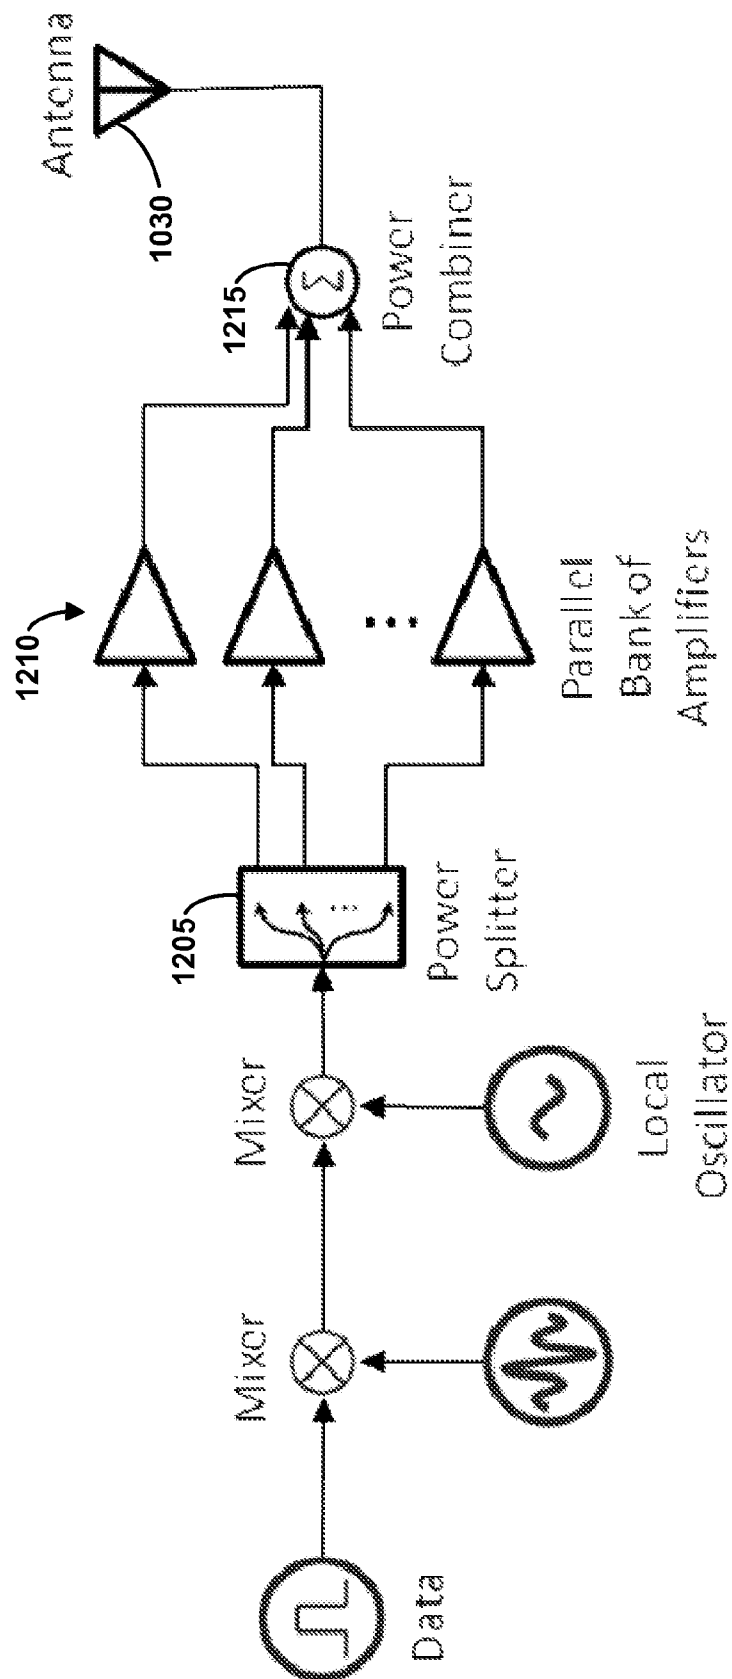 Data
Mixer
Mixer
Local
Oscillator
1205
Power
Splitter
1210
Parallel
Bank of
Amplifiers
1215
Σ
Power
Combiner
1030
Antenna